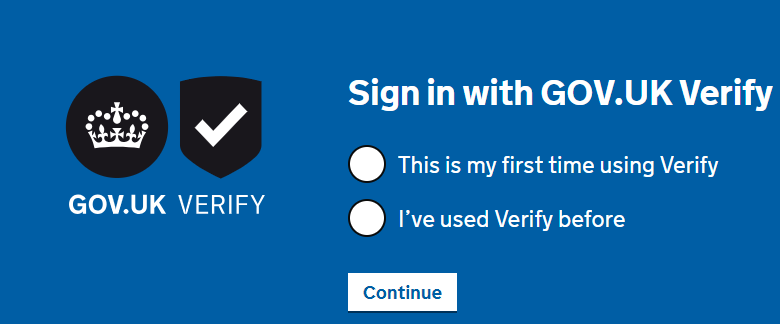 Sign in with GOV.UK Verify
This is my first time using Verify
GOV.UK VERIFY
I've used Verify before
Continue